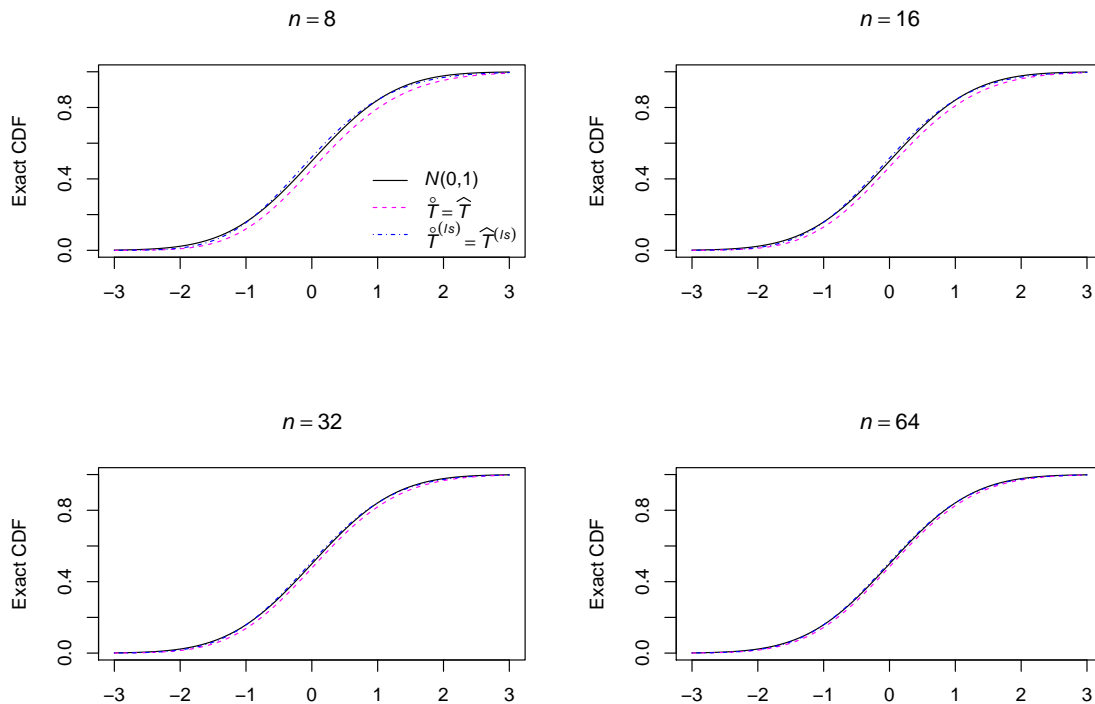 n = 8
Exact CDF
0.0 0.4 0.8
N(0,1)
T̊ = T̂
T̊(ls) = T̂(ls)
−3 −2 −1 0 1 2 3
n = 16
Exact CDF
0.0 0.4 0.8
−3 −2 −1 0 1 2 3
n = 32
Exact CDF
0.0 0.4 0.8
−3 −2 −1 0 1 2 3
n = 64
Exact CDF
0.0 0.4 0.8
−3 −2 −1 0 1 2 3